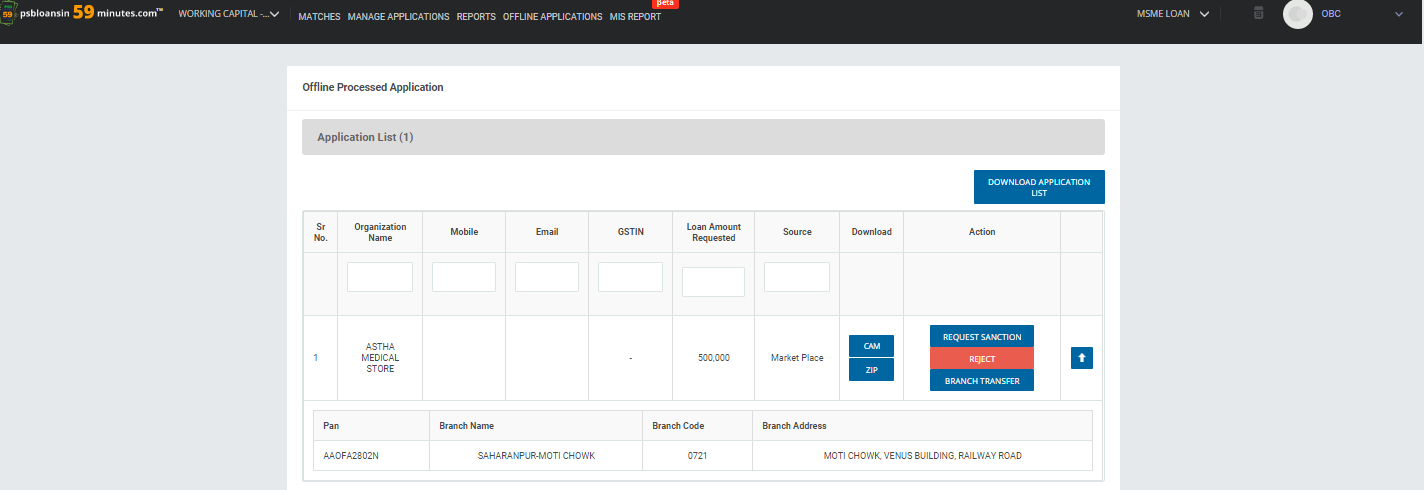 psbloansin 59 minutes.com™
WORKING CAPITAL -...
MATCHES
MANAGE APPLICATIONS
REPORTS
OFFLINE APPLICATIONS
MIS REPORT
Beta
MSME LOAN
OBC
Offline Processed Application
Application List (1)
DOWNLOAD APPLICATION
LIST
Sr
No.
Organization
Name
Mobile
Email
GSTIN
Loan Amount
Requested
Source
Download
Action
1
ASTHA
MEDICAL
STORE
-
500,000
Market Place
CAM
ZIP
REQUEST SANCTION
REJECT
BRANCH TRANSFER
Pan
Branch Name
Branch Code
Branch Address
AAOFA2802N
SAHARANPUR-MOTI CHOWK
0721
MOTI CHOWK, VENUS BUILDING, RAILWAY ROAD